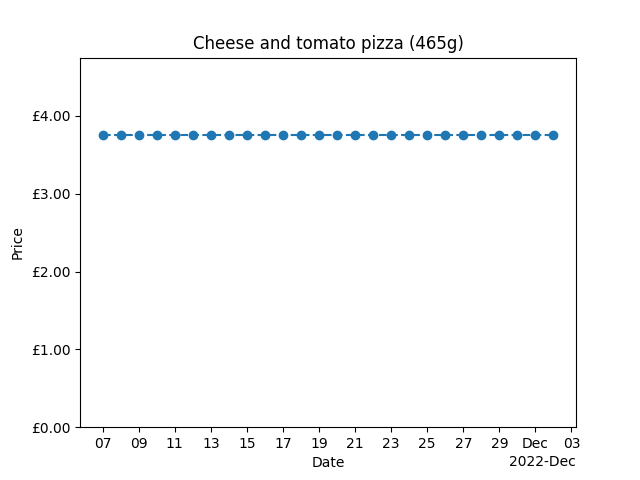 Cheese and tomato pizza (465g)
£4.00
£3.00
£2.00
£1.00
£0.00
Price
07 09 11 13 15 17 19 21 23 25 27 29 Dec 03
Date
2022-Dec